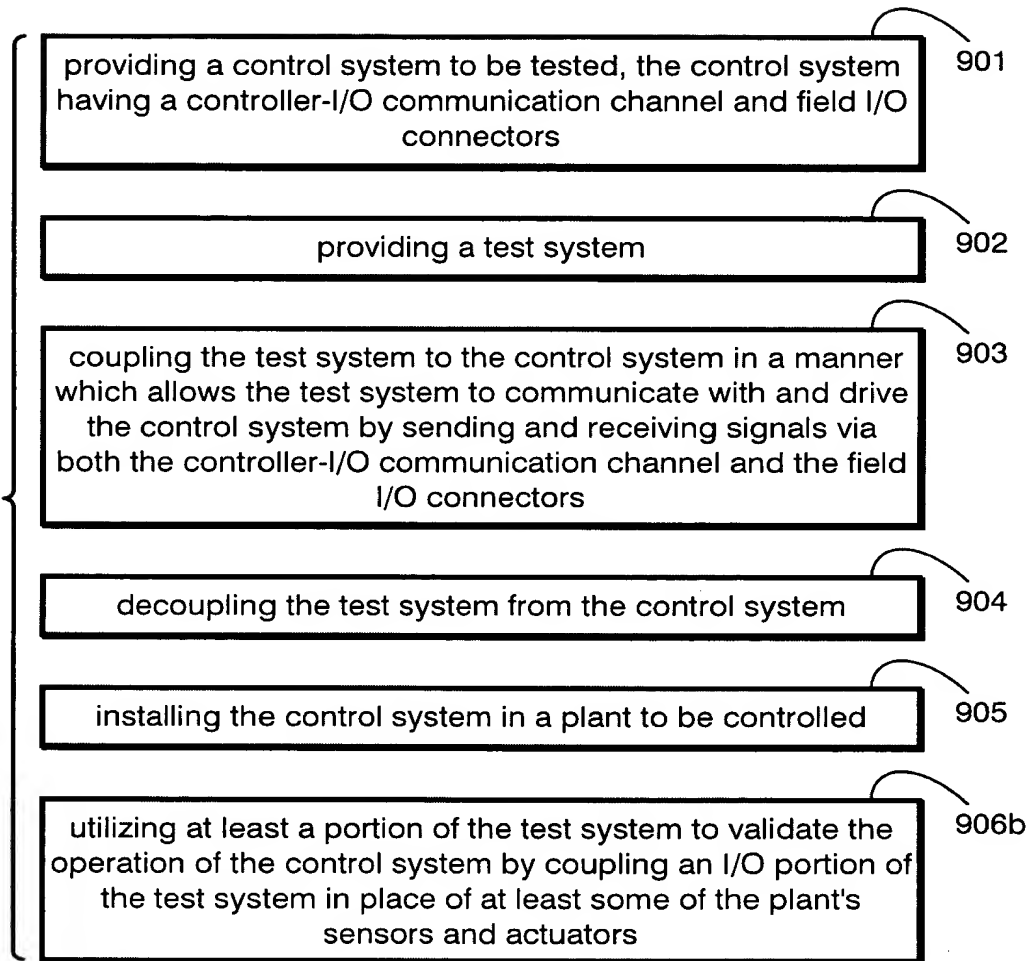 providing a control system to be tested, the control system
having a controller-I/O communication channel and field I/O
connectors
901
providing a test system
902
coupling the test system to the control system in a manner
which allows the test system to communicate with and drive
the control system by sending and receiving signals via
both the controller-I/O communication channel and the field
I/O connectors
903
decoupling the test system from the control system
904
installing the control system in a plant to be controlled
905
utilizing at least a portion of the test system to validate the
operation of the control system by coupling an I/O portion of
the test system in place of at least some of the plant's
sensors and actuators
906b